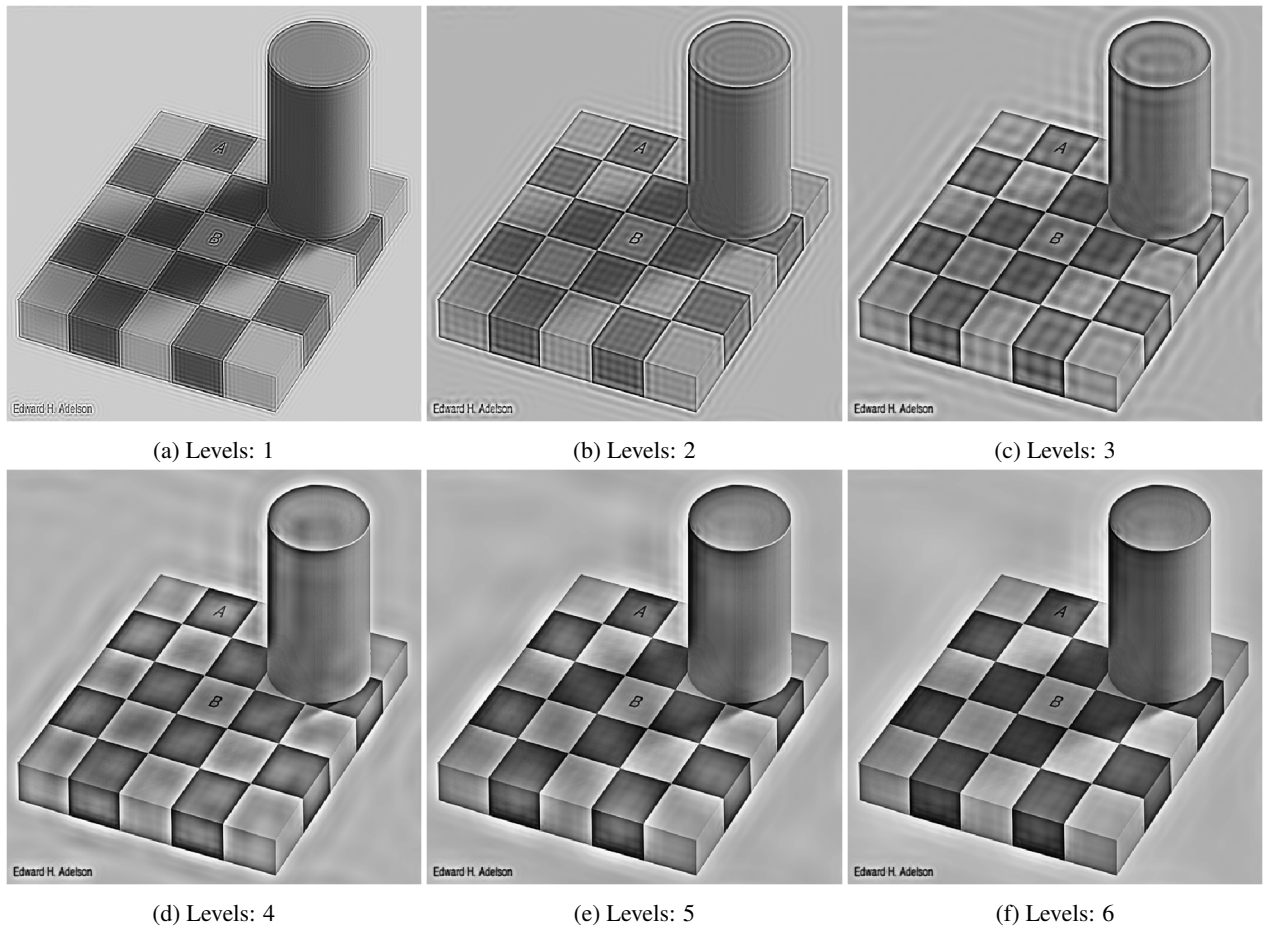 A
B
Edward H. Adelson
A
B
Edward H. Adelson
A
B
Edward H. Adelson
(a) Levels: 1
(b) Levels: 2
(c) Levels: 3
A
B
Edward H. Adelson
A
B
Edward H. Adelson
A
B
Edward H. Adelson
(d) Levels: 4
(e) Levels: 5
(f) Levels: 6